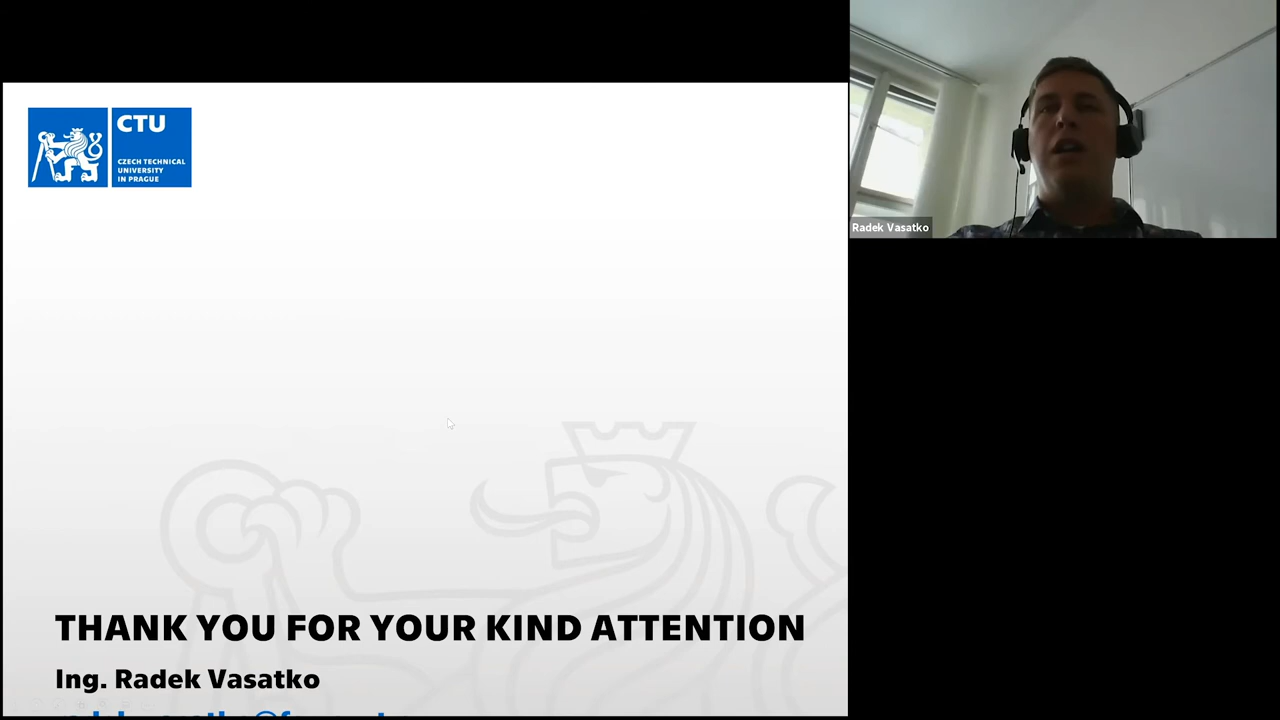 CTU
CZECH TECHNICAL
UNIVERSITY
IN PRAGUE
Radek Vasatko
THANK YOU FOR YOUR KIND ATTENTION
Ing. Radek Vasatko